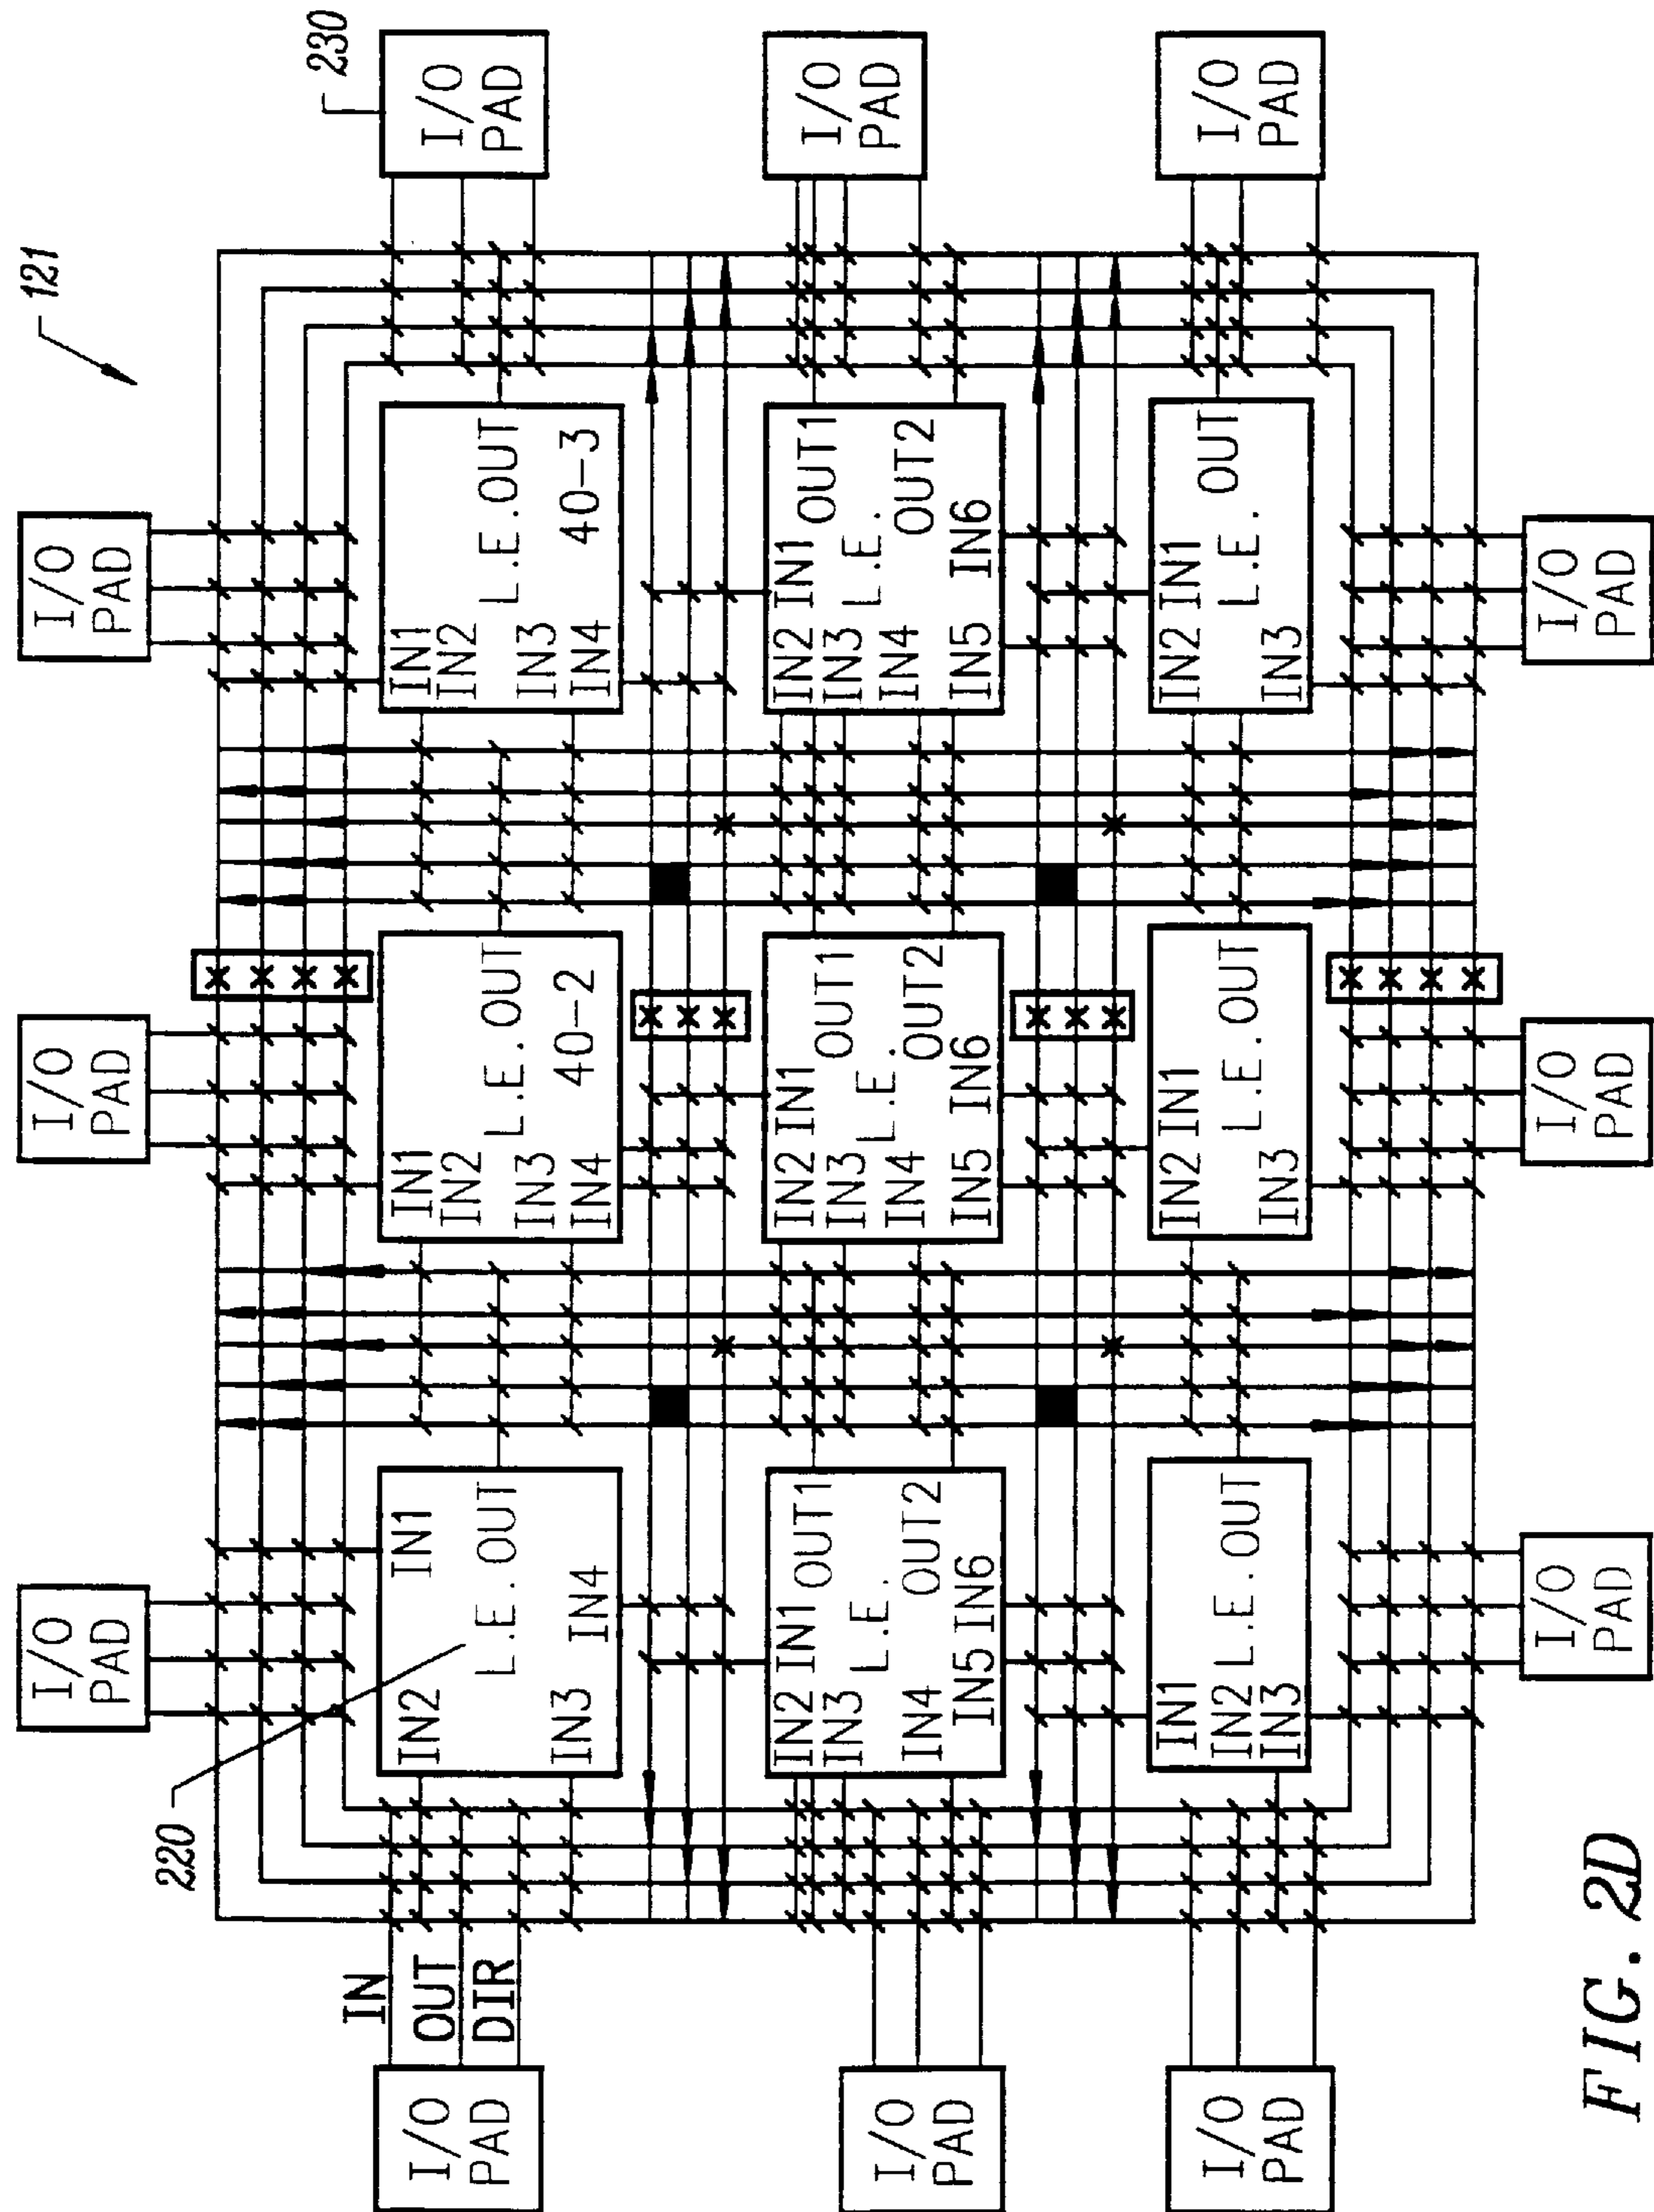 I/O
PAD
I/O
PAD
I/O
PAD
121
220
230
IN
OUT
DIR
I/O
PAD
IN2
IN1
L.E. OUT
IN3
IN4
IN1
IN2
L.E. OUT
IN3
IN4
40-2
IN1
IN2
L.E. OUT
IN3
IN4
40-3
I/O
PAD
I/O
PAD
IN2 IN1 OUT1
IN3
L.E.
IN4
OUT2
IN5 IN6
IN2 IN1
IN3
OUT1
L.E.
IN4
OUT2
IN5
IN6
IN2 IN1
IN3
OUT1
L.E.
IN4
OUT2
IN5
IN6
I/O
PAD
I/O
PAD
IN1
IN2 L.E. OUT
IN3
IN2 IN1
L.E. OUT
IN3
IN2 IN1
L.E. OUT
IN3
I/O
PAD
I/O
PAD
I/O
PAD
I/O
PAD
FIG. 2D